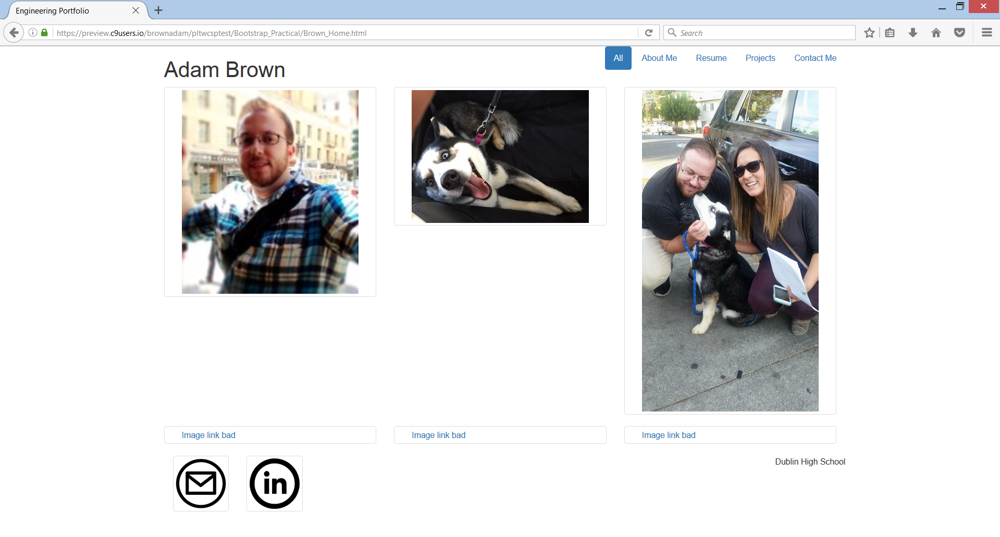 Engineering Portfolio
https://preview.c9users.io/brownadam/pltwcsptest/Bootstrap_Practical/Brown_Home.html
Search
All About Me Resume Projects Contact Me
Adam Brown
Image link bad Image link bad Image link bad
in
Dublin High School